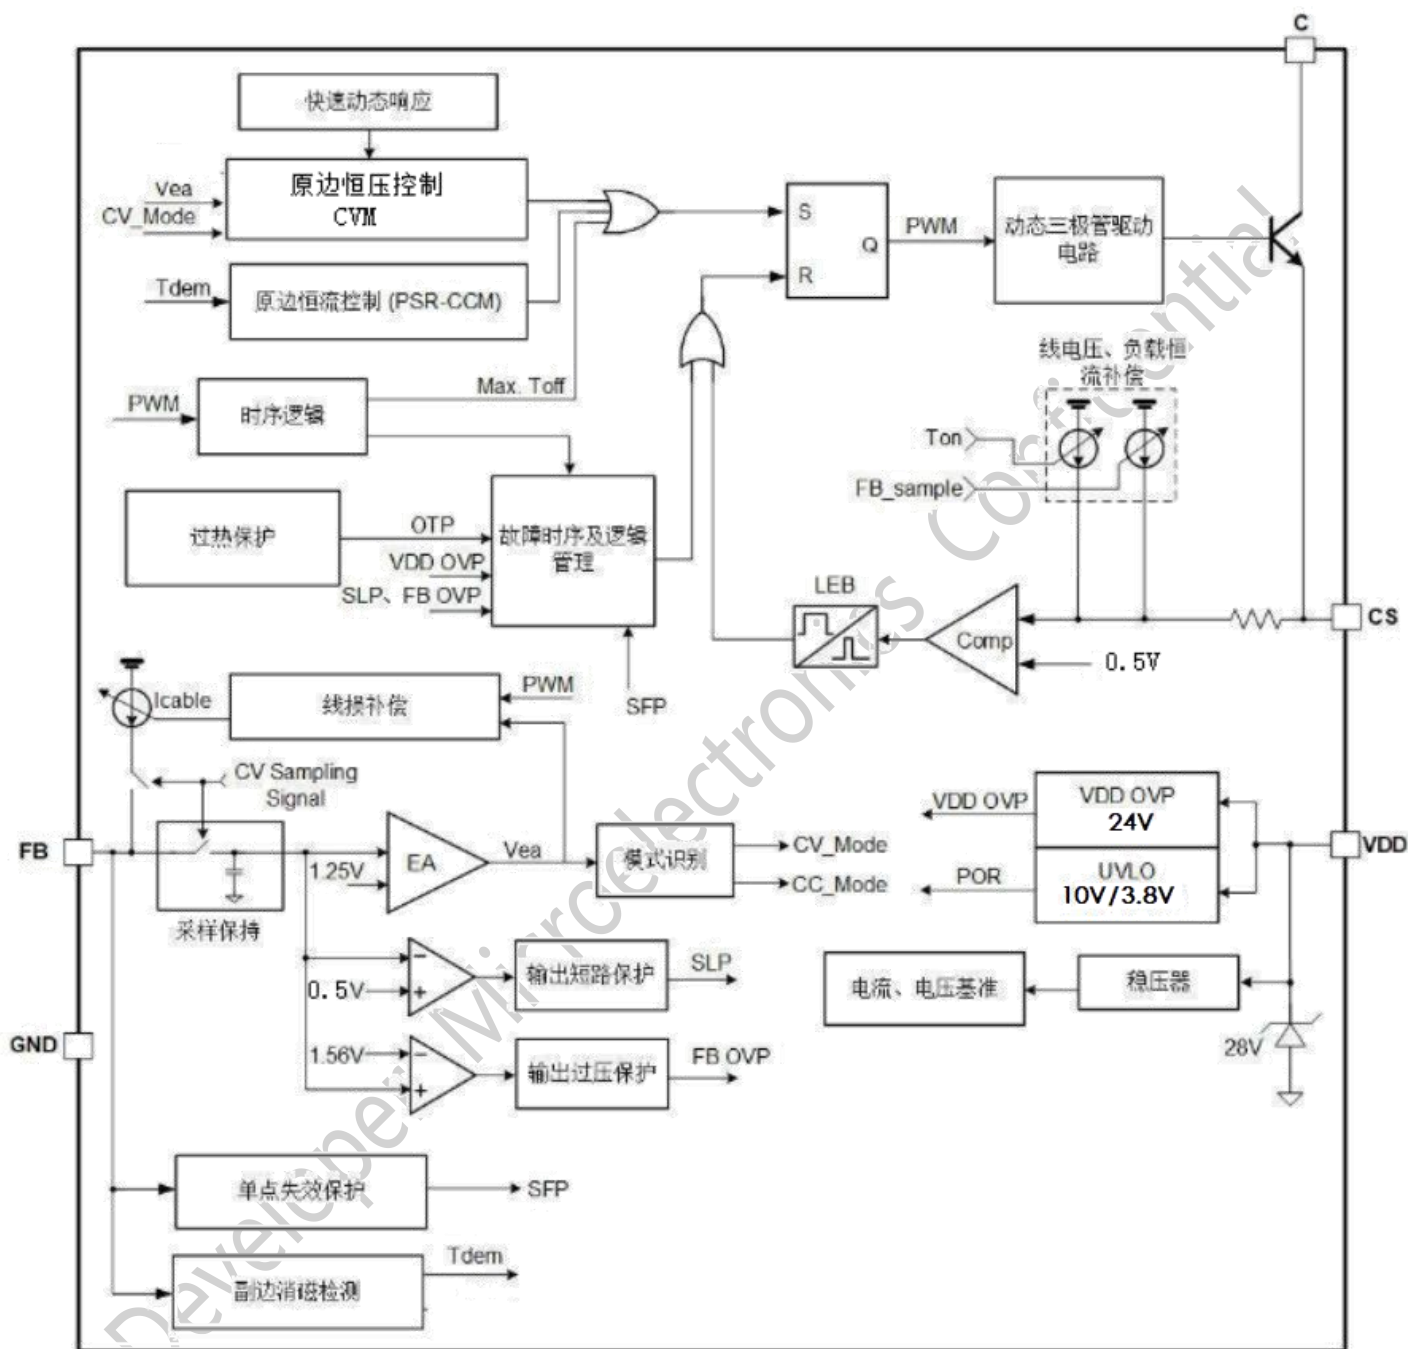 C
快速动态响应
Vea
CV_Mode
原边恒压控制
CVM
Tdem
原边恒流控制 (PSR-CCM)
S
R
Q
PWM
动态三极管驱动
电路
线电压、负载恒
流补偿
Max. Toff
PWM
时序逻辑
Ton
FB_sample
过热保护
OTP
VDD OVP
SLP、FB OVP
故障时序及逻辑
管理
SFP
LEB
Comp
0.5V
CS
Icable
线损补偿
PWM
CV Sampling
Signal
FB
采样保持
1.25V
EA
Vea
模式识别
CV_Mode
CC_Mode
VDD OVP
VDD OVP
24V
POR
UVLO
10V/3.8V
VDD
0.5V
-
+
输出短路保护
SLP
电流、电压基准
稳压器
28V
GND
1.56V
-
+
输出过压保护
FB OVP
单点失效保护
SFP
副边消磁检测
Tdem
Developer Mircelectronics Confidential